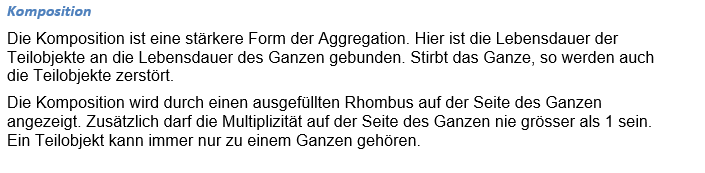 Komposition
Die Komposition ist eine stärkere Form der Aggregation. Hier ist die Lebensdauer der
Teilobjekte an die Lebensdauer des Ganzen gebunden. Stirbt das Ganze, so werden auch
die Teilobjekte zerstört.
Die Komposition wird durch einen ausgefüllten Rhombus auf der Seite des Ganzen
angezeigt. Zusätzlich darf die Multiplizität auf der Seite des Ganzen nie grösser als 1 sein.
Ein Teilobjekt kann immer nur zu einem Ganzen gehören.